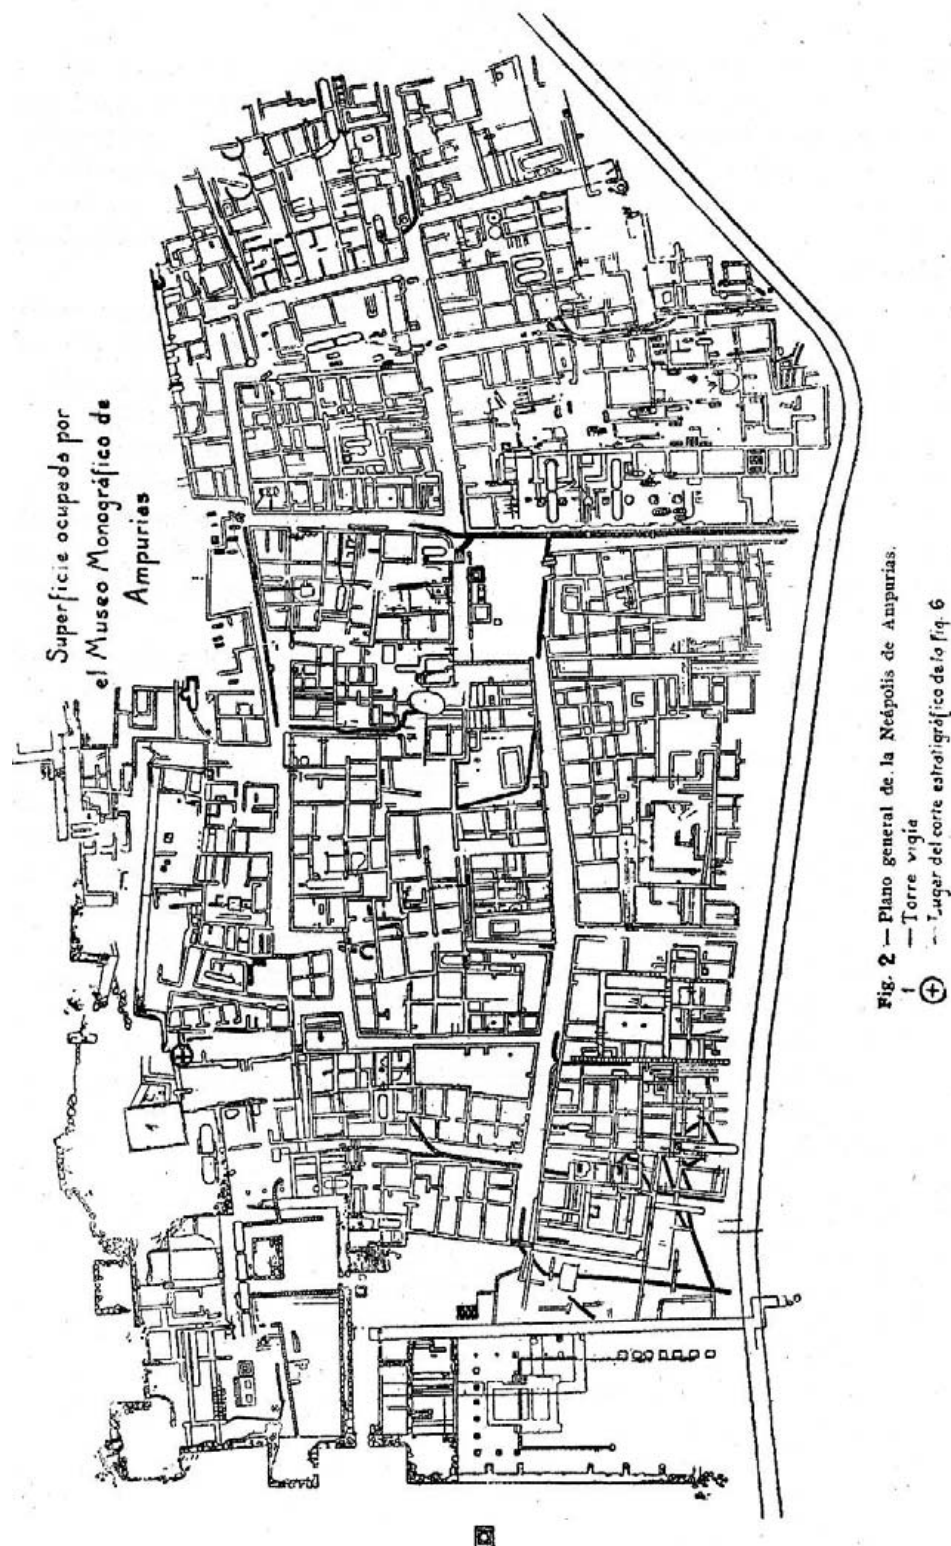 Superficie ocupada por
el Museo Monográfico de
Ampurias
1
Fig. 2 — Plano general de la Neápolis de Ampurias.
1 — Torre vigía
— Lugar del corte estratigráfico de la Fig. 6